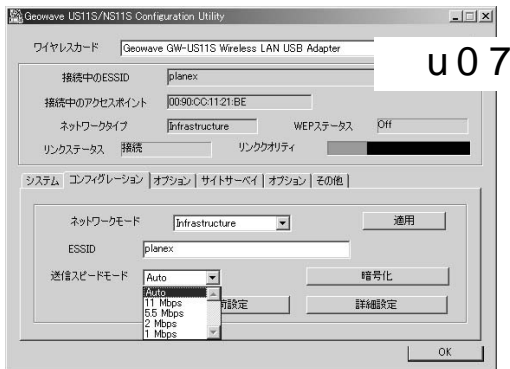 Geowave US11S/NS11S Configuration Utility
ワイヤレスカード Geowave GW-US11S Wireless LAN USB Adapter
u07
接続中のESSID planex
接続中のアクセスポイント 00:90:CC:11:21:BE
ネットワークタイプ Infrastructure WEPステータス Off
リンクステータス 接続 リンククオリティ
システム コンフィグレーション オプション サイトサーベイ オプション その他
ネットワークモード Infrastructure 適用
ESSID planex
送信スピードモード Auto 暗号化
Auto
11 Mbps 設定 詳細設定
5.5 Mbps
2 Mbps
1 Mbps
OK